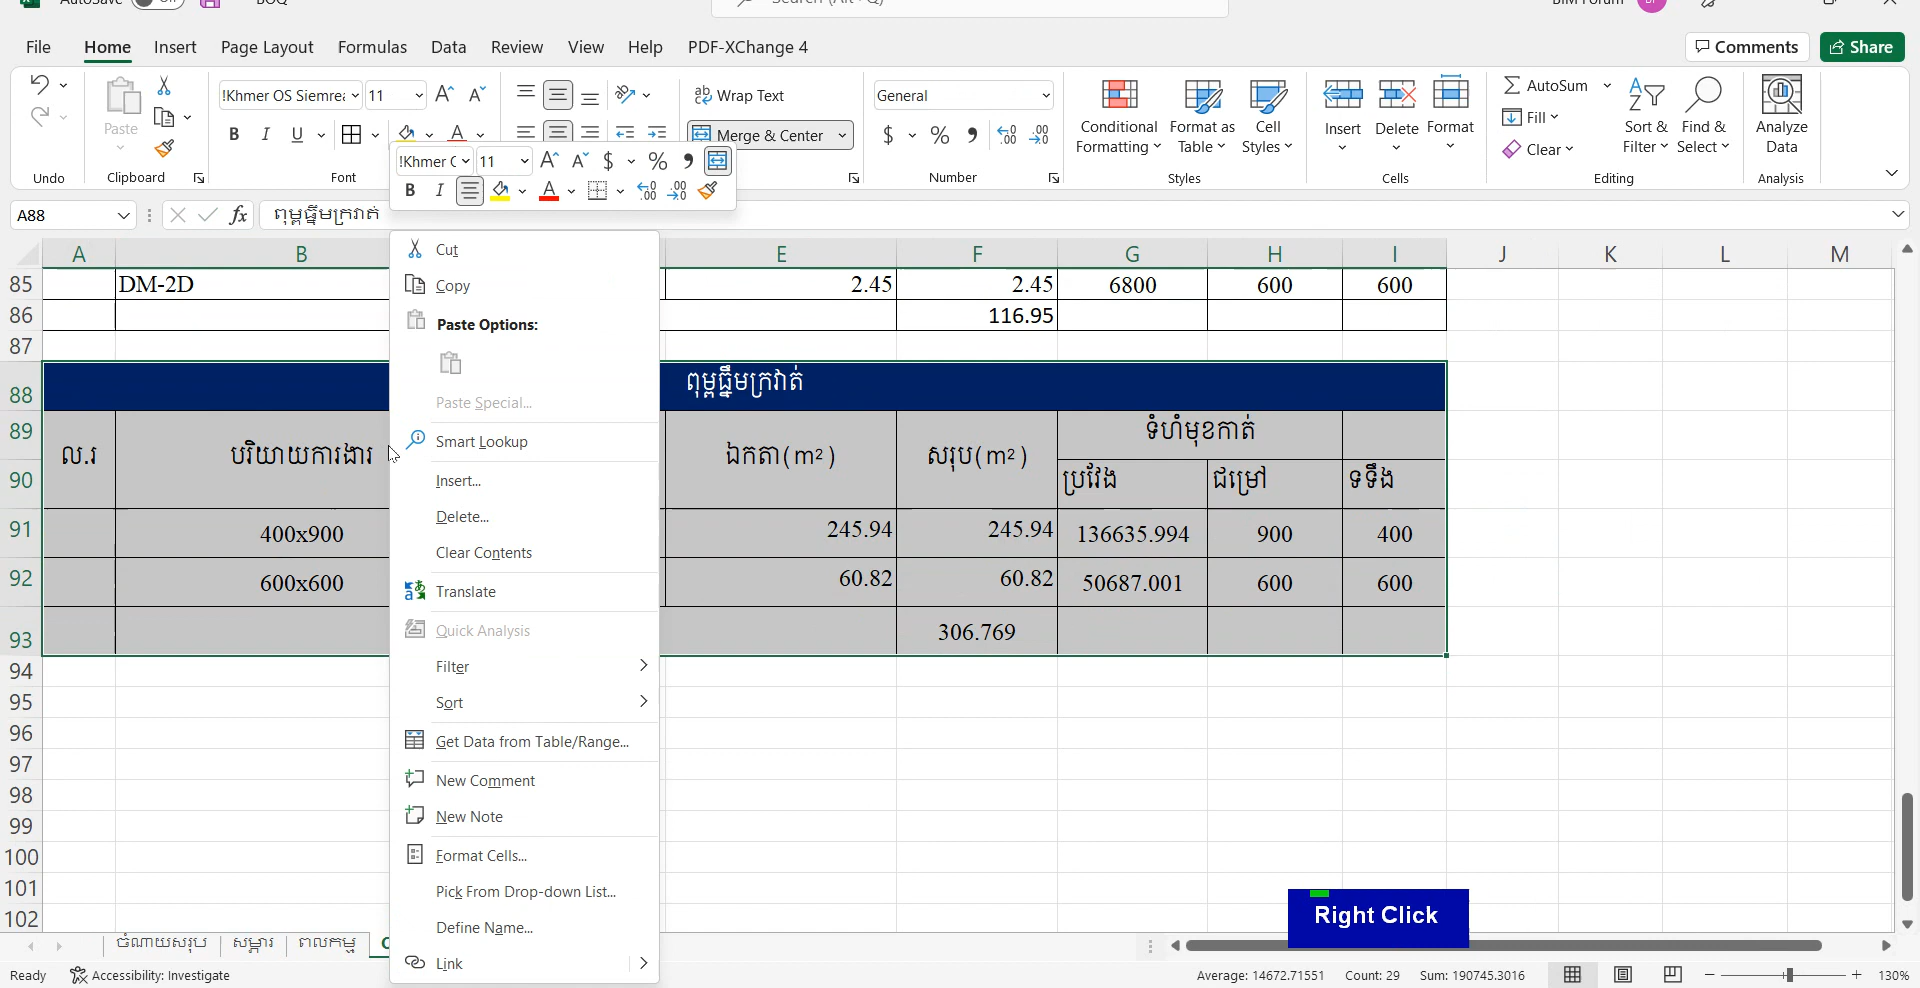 BOQ
File Home Insert Page Layout Formulas Data Review View Help PDF-XChange 4 Comments Share
!Khmer OS Siemrea 11 Wrap Text General AutoSum
Paste B I U Merge & Center $ % Conditional Formatting Format as Table Cell Styles Insert Delete Format Fill Sort & Filter Find & Select Analyze Data
Clear
Undo Clipboard Font Number Styles Cells Editing Analysis
!Khmer C 11 $ %
B I A
A88 fx ពុម្ពធ្នឹមក្រវាត់
A B E F G H I J K L M
85 DM-2D 2.45 2.45 6800 600 600
86 116.95
87
88 ពុម្ពធ្នឹមក្រវាត់
89 ល.រ បរិយាយការងារ ឯកតា(m²) សរុប(m²) ទំហំមុខកាត់
90 ប្រវែង ជម្រៅ ទទឹង
91 400x900 245.94 245.94 136635.994 900 400
92 600x600 60.82 60.82 50687.001 600 600
93 306.769
94
95
96
97
98
99
100
101
102
Cut
Copy
Paste Options:
Paste Special...
Smart Lookup
Insert...
Delete...
Clear Contents
Translate
Quick Analysis
Filter
Sort
Get Data from Table/Range...
New Comment
New Note
Format Cells...
Pick From Drop-down List...
Define Name...
Link
Right Click
ចំណាយសរុប សម្ភារ ពលកម្ម
Ready Accessibility: Investigate Average: 14672.71551 Count: 29 Sum: 190745.3016 130%